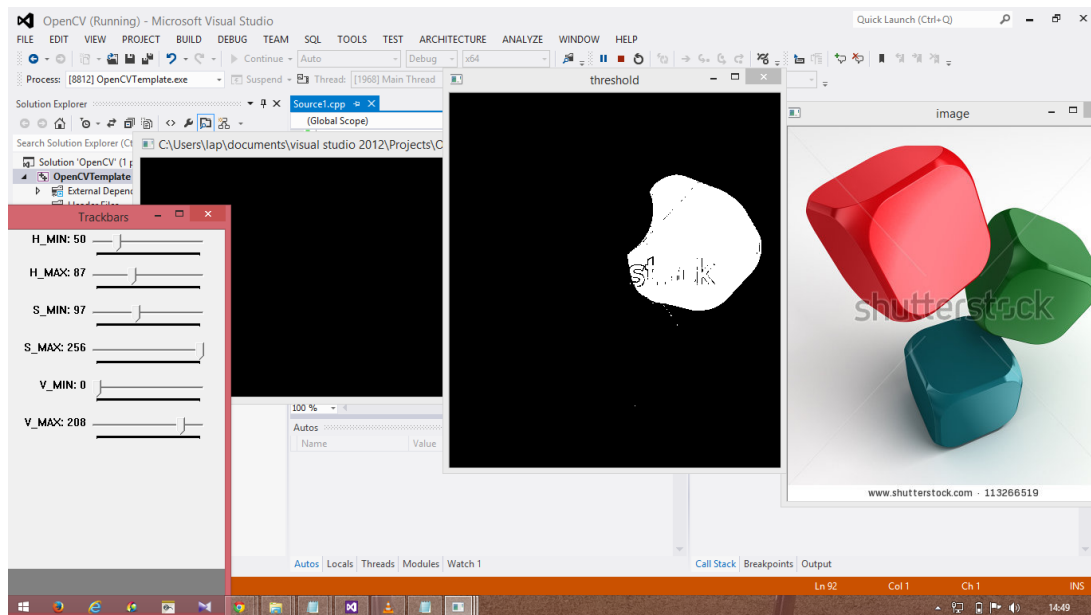 OpenCV (Running) - Microsoft Visual Studio
Quick Launch (Ctrl+Q)
FILE EDIT VIEW PROJECT BUILD DEBUG TEAM SQL TOOLS TEST ARCHITECTURE ANALYZE WINDOW HELP
Continue Auto Debug x64
Process: [8812] OpenCVTemplate.exe Suspend Thread: [1968] Main Thread
threshold
Solution Explorer
Source1.cpp
(Global Scope)
image
Search Solution Explorer (Ct
C:\Users\lap\documents\visual studio 2012\Projects\O
Solution 'OpenCV' (1 p
OpenCVTemplate
External Depend
Header Files
Trackbars
H_MIN: 50
H_MAX: 87
S_MIN: 97
S_MAX: 256
V_MIN: 0
V_MAX: 208
shutterstock
www.shutterstock.com · 113266519
100 %
Autos
Name Value
Autos Locals Threads Modules Watch 1
Call Stack Breakpoints Output
Ln 92 Col 1 Ch 1 INS
14:49